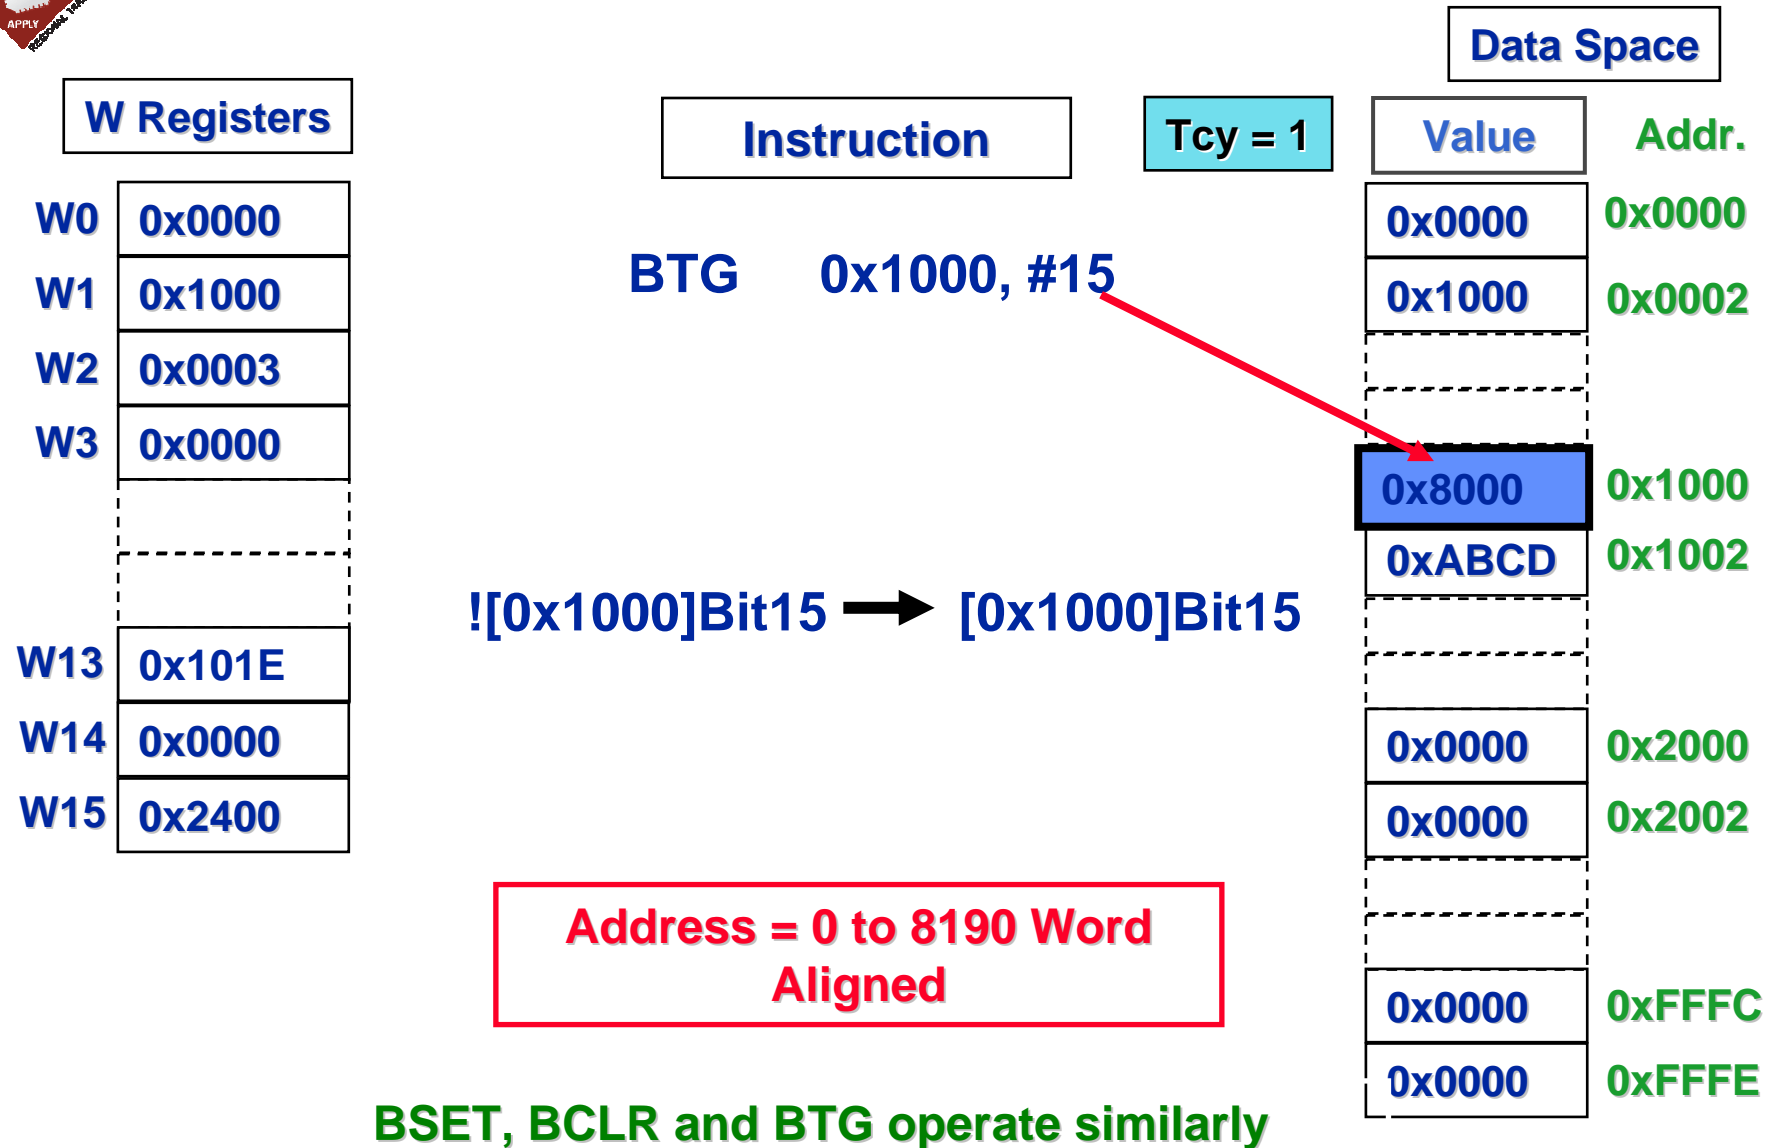 APPLY
REGIONAL TRA
Data Space
W Registers
Instruction
Tcy = 1
Value
Addr.
W0 0x0000
W1 0x1000
W2 0x0003
W3 0x0000
W13 0x101E
W14 0x0000
W15 0x2400
BTG 0x1000, #15
![0x1000]Bit15 [0x1000]Bit15
0x0000 0x0000
0x1000 0x0002
0x8000 0x1000
0xABCD 0x1002
0x0000 0x2000
0x0000 0x2002
0x0000 0xFFFC
0x0000 0xFFFE
Address = 0 to 8190 Word
Aligned
BSET, BCLR and BTG operate similarly